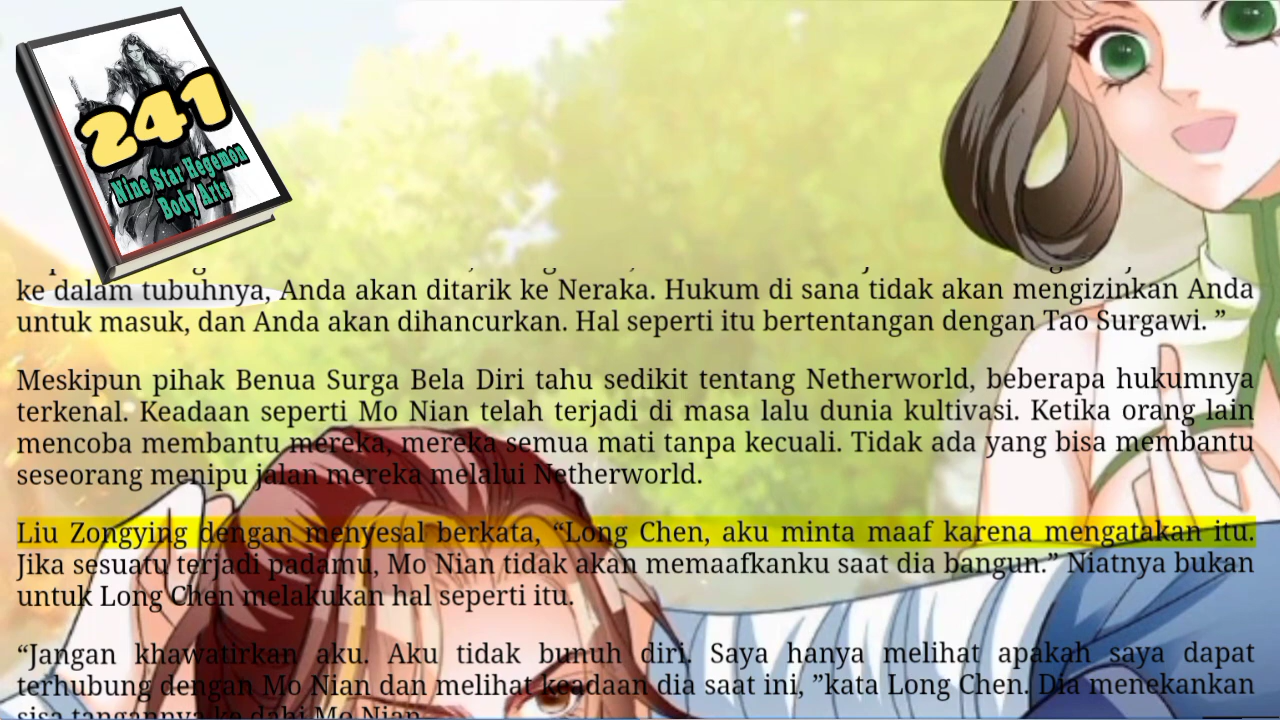 241
Nine Star Hegemon
Body Arts
ke dalam tubuhnya, Anda akan ditarik ke Neraka. Hukum di sana tidak akan mengizinkan Anda
untuk masuk, dan Anda akan dihancurkan. Hal seperti itu bertentangan dengan Tao Surgawi. ”
Meskipun pihak Benua Surga Bela Diri tahu sedikit tentang Netherworld, beberapa hukumnya
terkenal. Keadaan seperti Mo Nian telah terjadi di masa lalu dunia kultivasi. Ketika orang lain
mencoba membantu mereka, mereka semua mati tanpa kecuali. Tidak ada yang bisa membantu
seseorang menipu jalan mereka melalui Netherworld.
Liu Zongying dengan menyesal berkata, “Long Chen, aku minta maaf karena mengatakan itu.
Jika sesuatu terjadi padamu, Mo Nian tidak akan memaafkanku saat dia bangun.” Niatnya bukan
untuk Long Chen melakukan hal seperti itu.
“Jangan khawatirkan aku. Aku tidak bunuh diri. Saya hanya melihat apakah saya dapat
terhubung dengan Mo Nian dan melihat keadaan dia saat ini, ”kata Long Chen. Dia menekankan
sisa tangannya ke dahi Mo Nian.